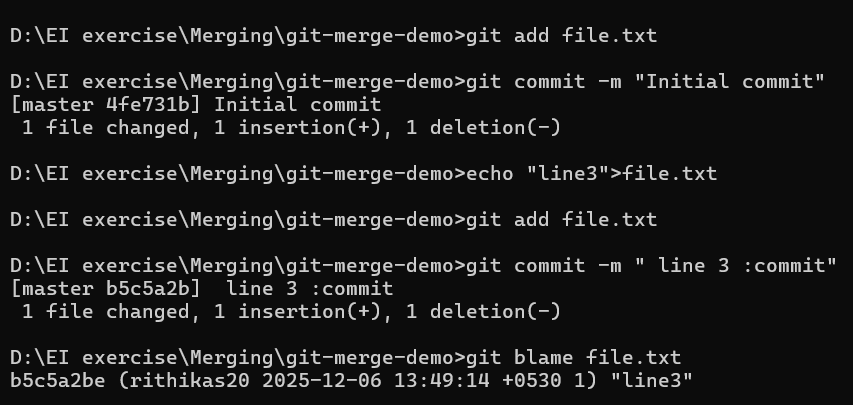 D:\EI exercise\Merging\git-merge-demo>git add file.txt
D:\EI exercise\Merging\git-merge-demo>git commit -m "Initial commit"
[master 4fe731b] Initial commit
 1 file changed, 1 insertion(+), 1 deletion(-)
D:\EI exercise\Merging\git-merge-demo>echo "line3">file.txt
D:\EI exercise\Merging\git-merge-demo>git add file.txt
D:\EI exercise\Merging\git-merge-demo>git commit -m " line 3 :commit"
[master b5c5a2b]  line 3 :commit
 1 file changed, 1 insertion(+), 1 deletion(-)
D:\EI exercise\Merging\git-merge-demo>git blame file.txt
b5c5a2be (rithikas20 2025-12-06 13:49:14 +0530 1) "line3"